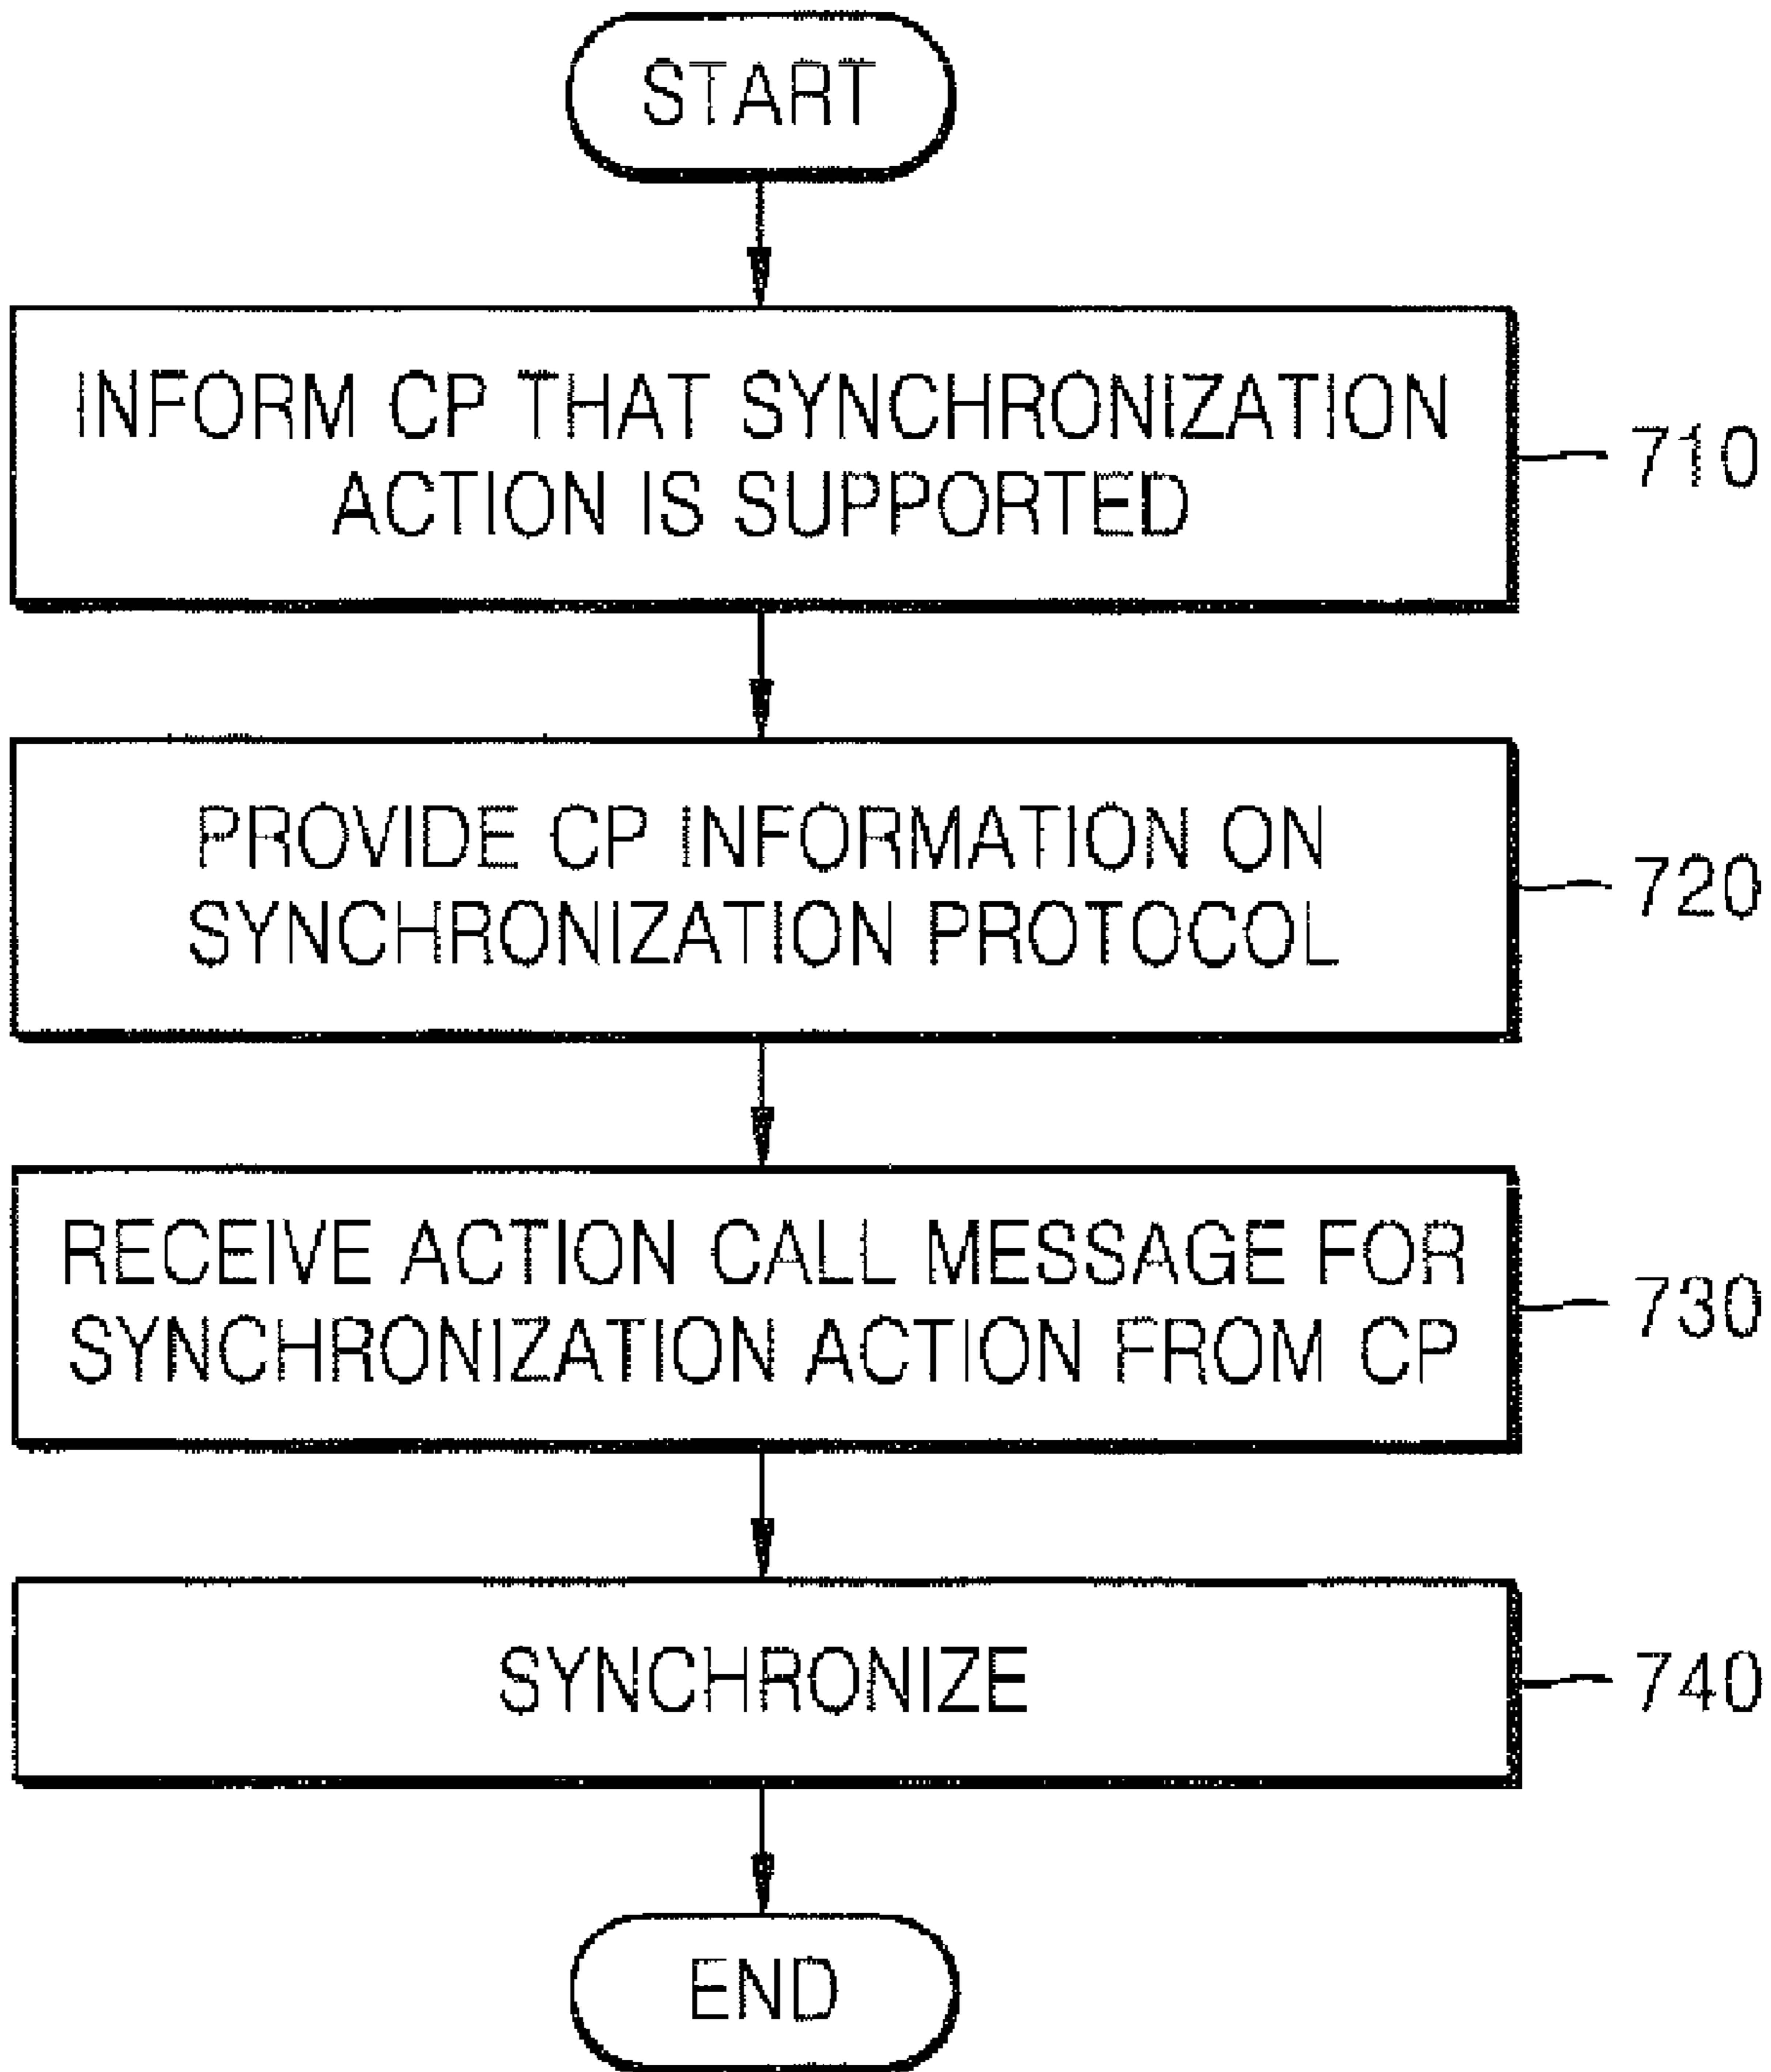 START
INFORM CP THAT SYNCHRONIZATION
ACTION IS SUPPORTED
710
PROVIDE CP INFORMATION ON
SYNCHRONIZATION PROTOCOL
720
RECEIVE ACTION CALL MESSAGE FOR
SYNCHRONIZATION ACTION FROM CP
730
SYNCHRONIZE
740
END